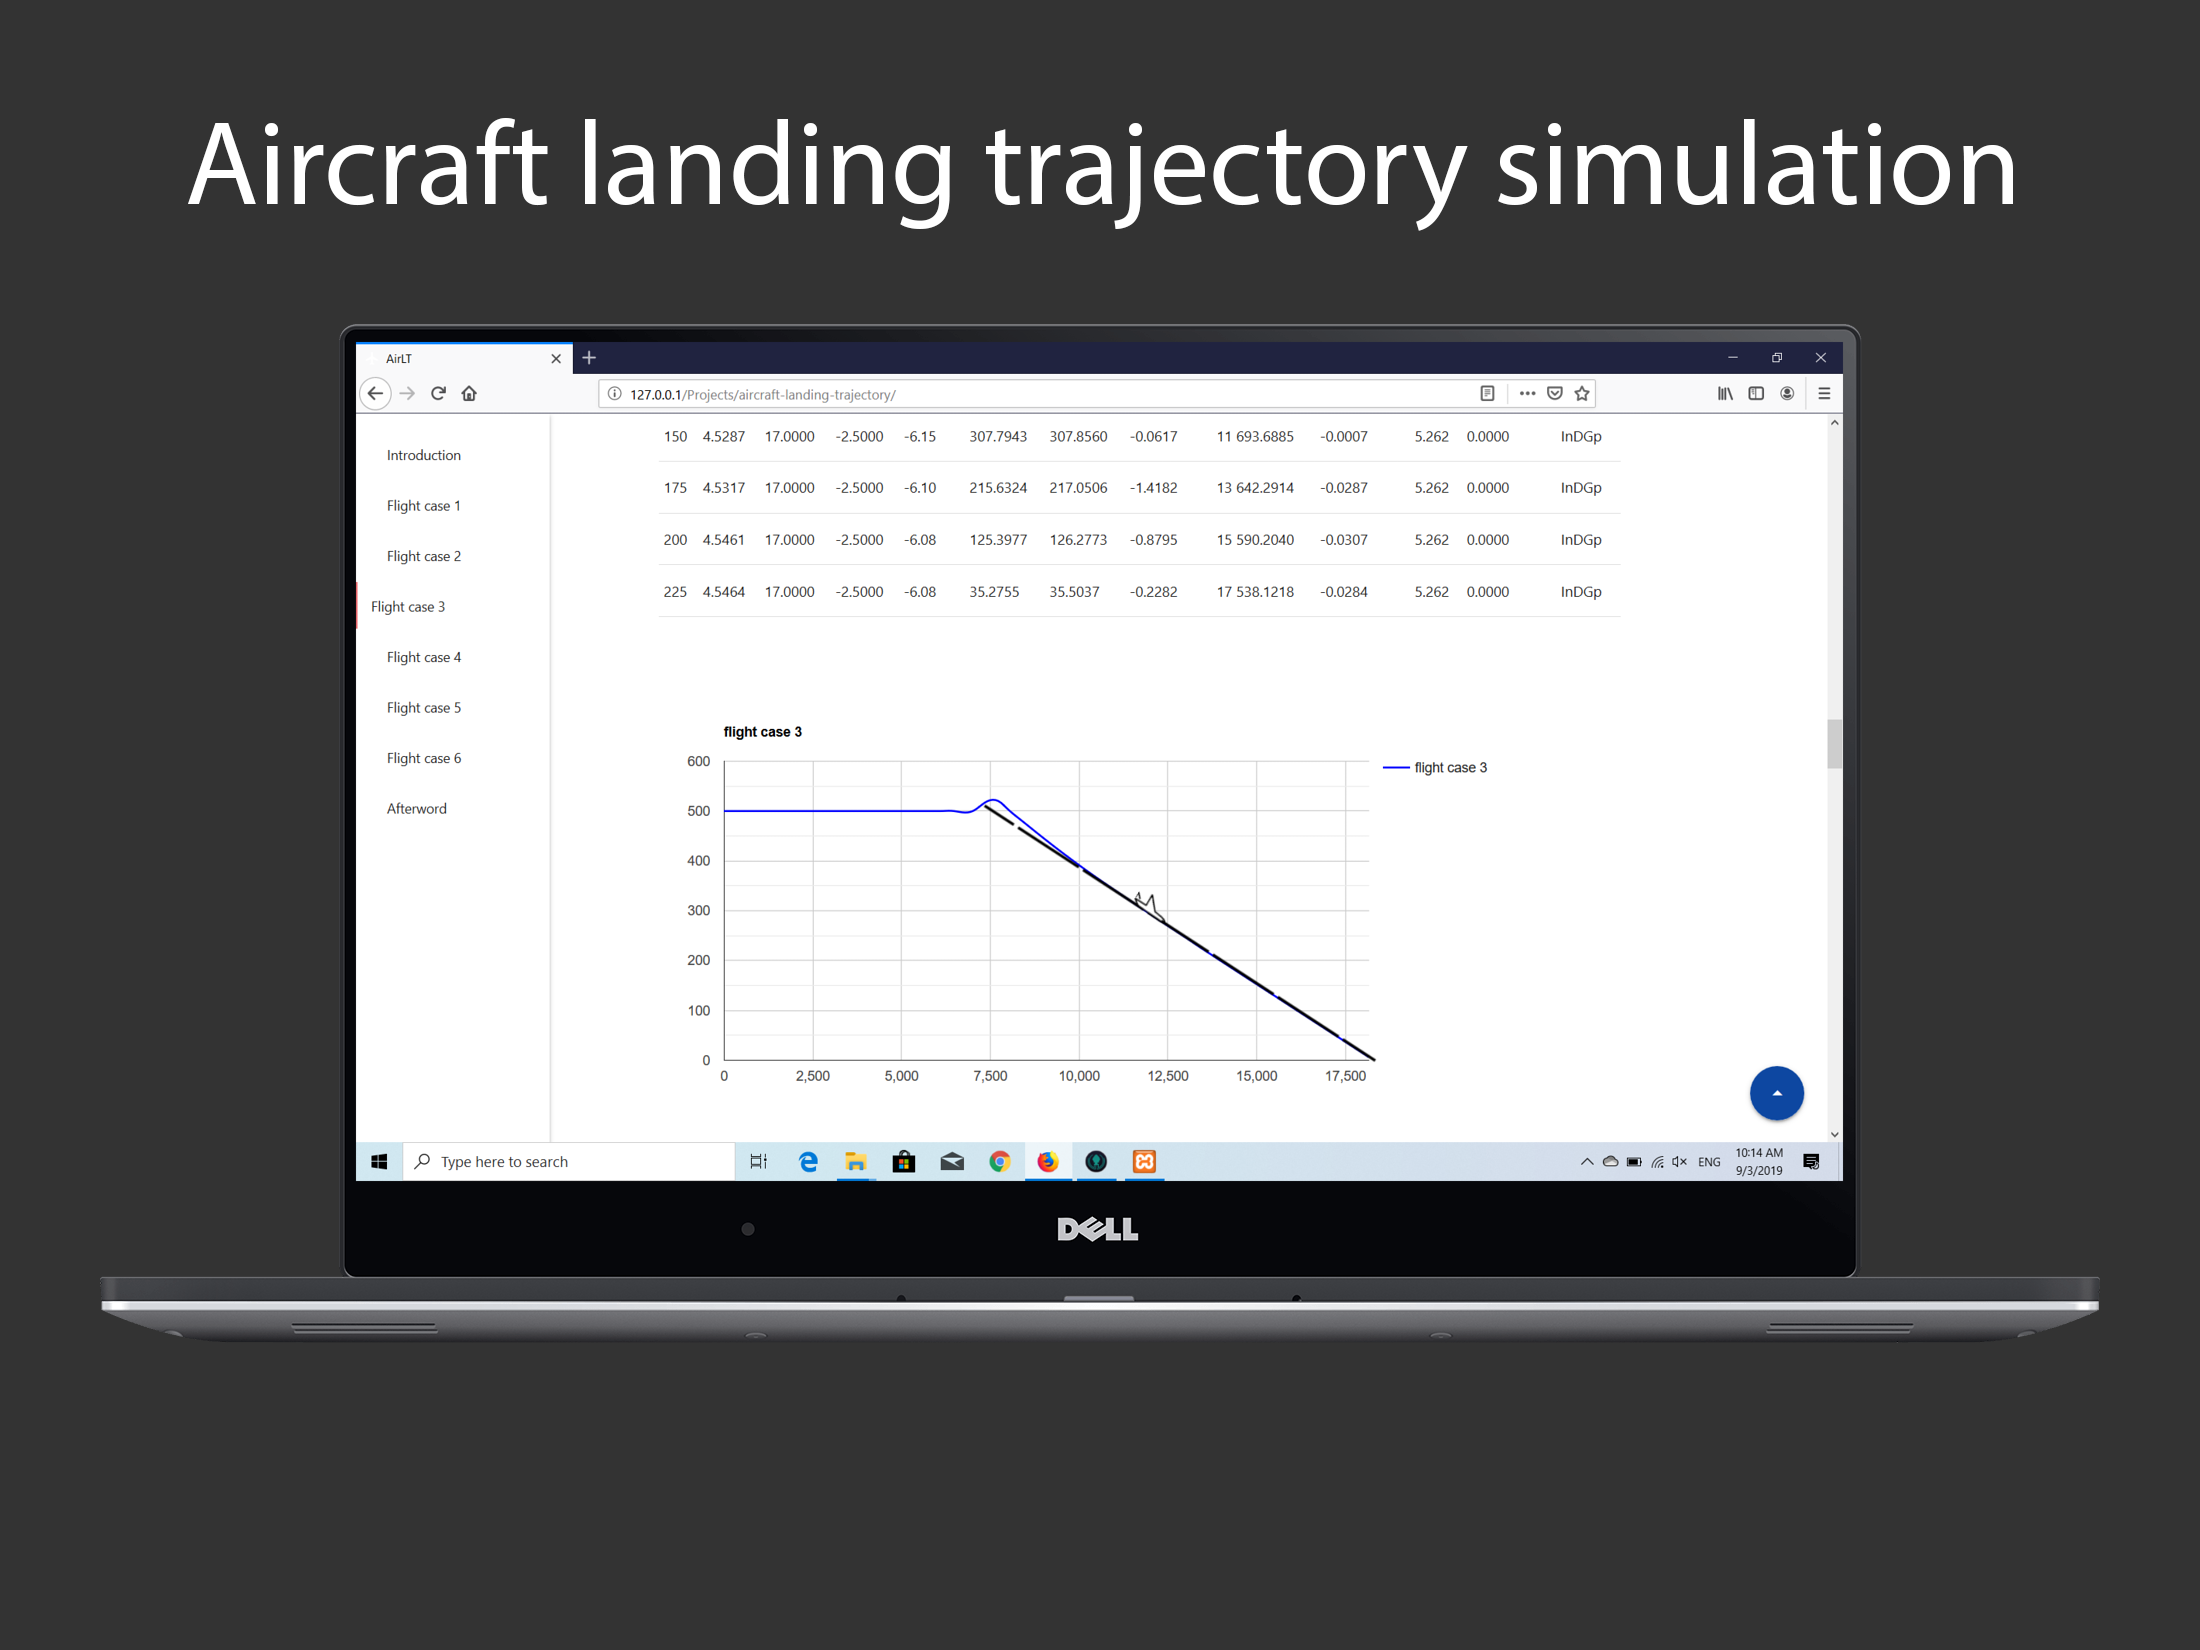 Aircraft landing trajectory simulation
AirLT
127.0.0.1/Projects/aircraft-landing-trajectory/
Introduction
Flight case 1
Flight case 2
Flight case 3
Flight case 4
Flight case 5
Flight case 6
Afterword
150 4.5287 17.0000 -2.5000 -6.15 307.7943 307.8560 -0.0617 11 693.6885 -0.0007 5.262 0.0000 InDGp
175 4.5317 17.0000 -2.5000 -6.10 215.6324 217.0506 -1.4182 13 642.2914 -0.0287 5.262 0.0000 InDGp
200 4.5461 17.0000 -2.5000 -6.08 125.3977 126.2773 -0.8795 15 590.2040 -0.0307 5.262 0.0000 InDGp
225 4.5464 17.0000 -2.5000 -6.08 35.2755 35.5037 -0.2282 17 538.1218 -0.0284 5.262 0.0000 InDGp
flight case 3
600
500
400
300
200
100
0
0 2,500 5,000 7,500 10,000 12,500 15,000 17,500
flight case 3
Type here to search
ENG
10:14 AM
9/3/2019
DELL